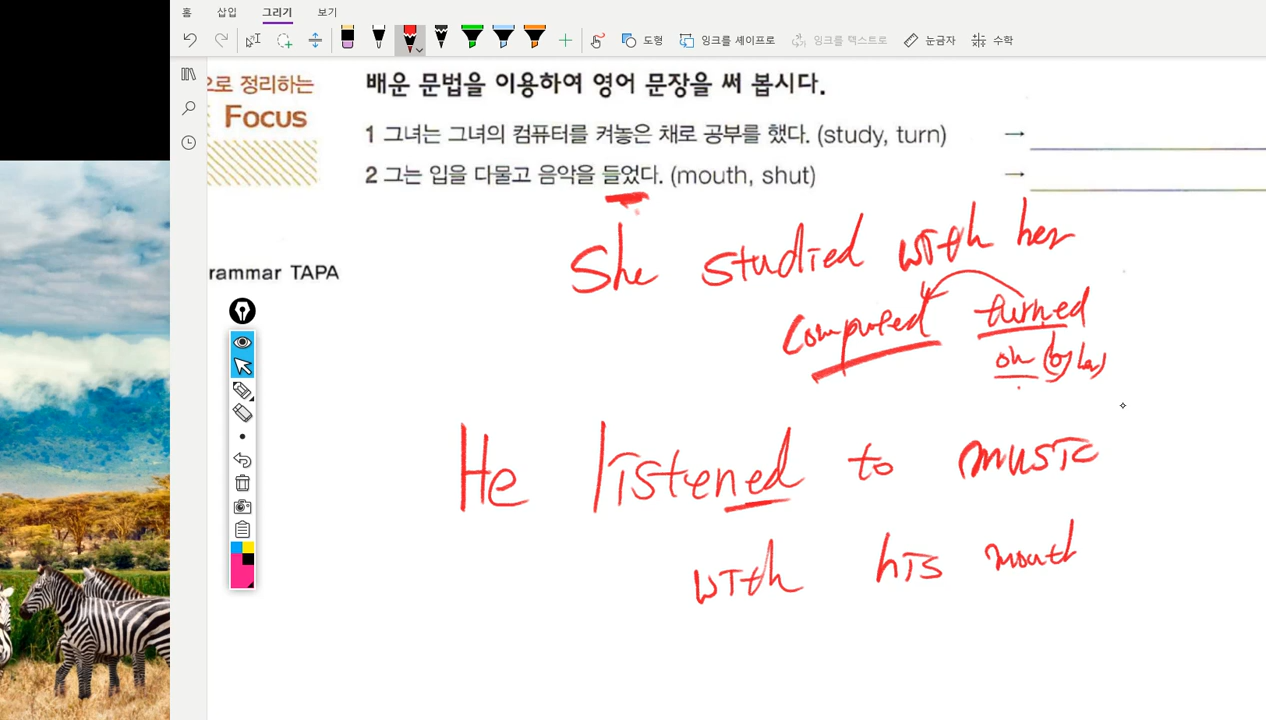 홈 삽입 그리기 보기
도형 잉크를 셰이프로 잉크를 텍스트로 눈금자 수학
으로 정리하는
Focus
배운 문법을 이용하여 영어 문장을 써 봅시다.
1 그녀는 그녀의 컴퓨터를 켜놓은 채로 공부를 했다. (study, turn) →
2 그는 입을 다물고 음악을 들었다. (mouth, shut) →
She studied with her
computed turned
on (by her)
rammar TAPA
He listened to music
with his mouth